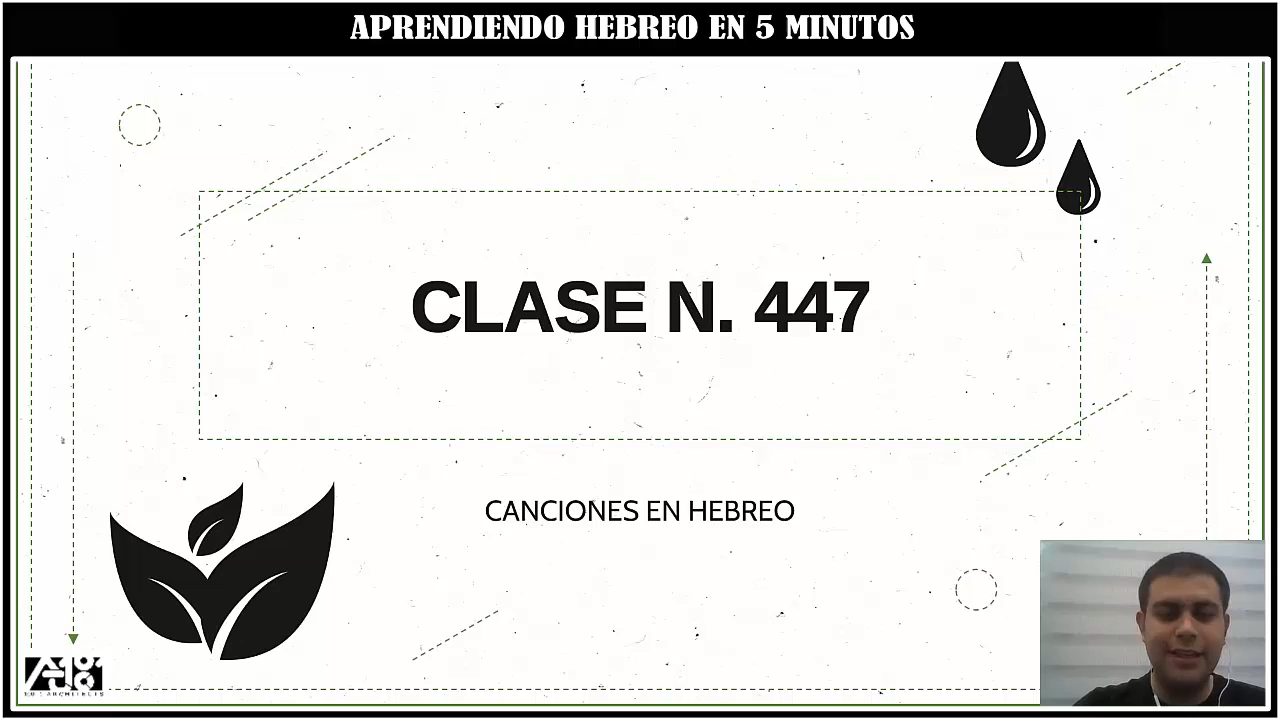 APRENDIENDO HEBREO EN 5 MINUTOS
CLASE N. 447
CANCIONES EN HEBREO